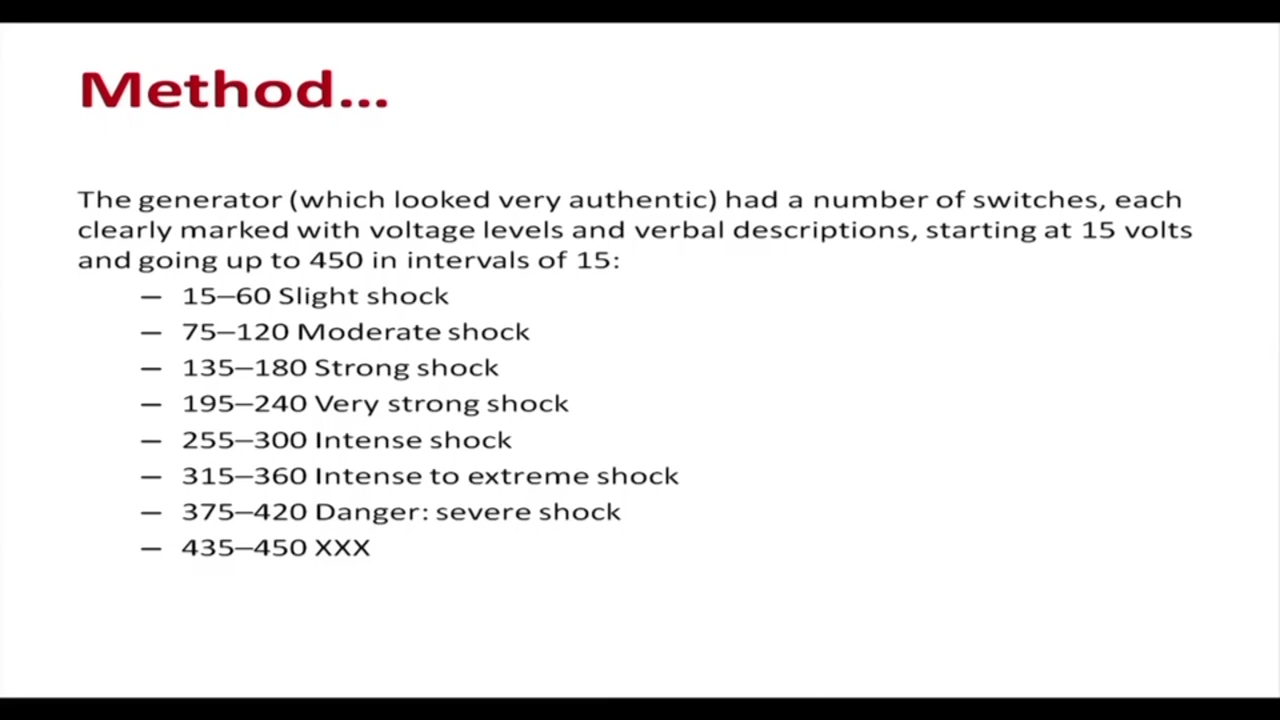 Method...
The generator (which looked very authentic) had a number of switches, each
clearly marked with voltage levels and verbal descriptions, starting at 15 volts
and going up to 450 in intervals of 15:
– 15–60 Slight shock
– 75–120 Moderate shock
– 135–180 Strong shock
– 195–240 Very strong shock
– 255–300 Intense shock
– 315–360 Intense to extreme shock
– 375–420 Danger: severe shock
– 435–450 XXX